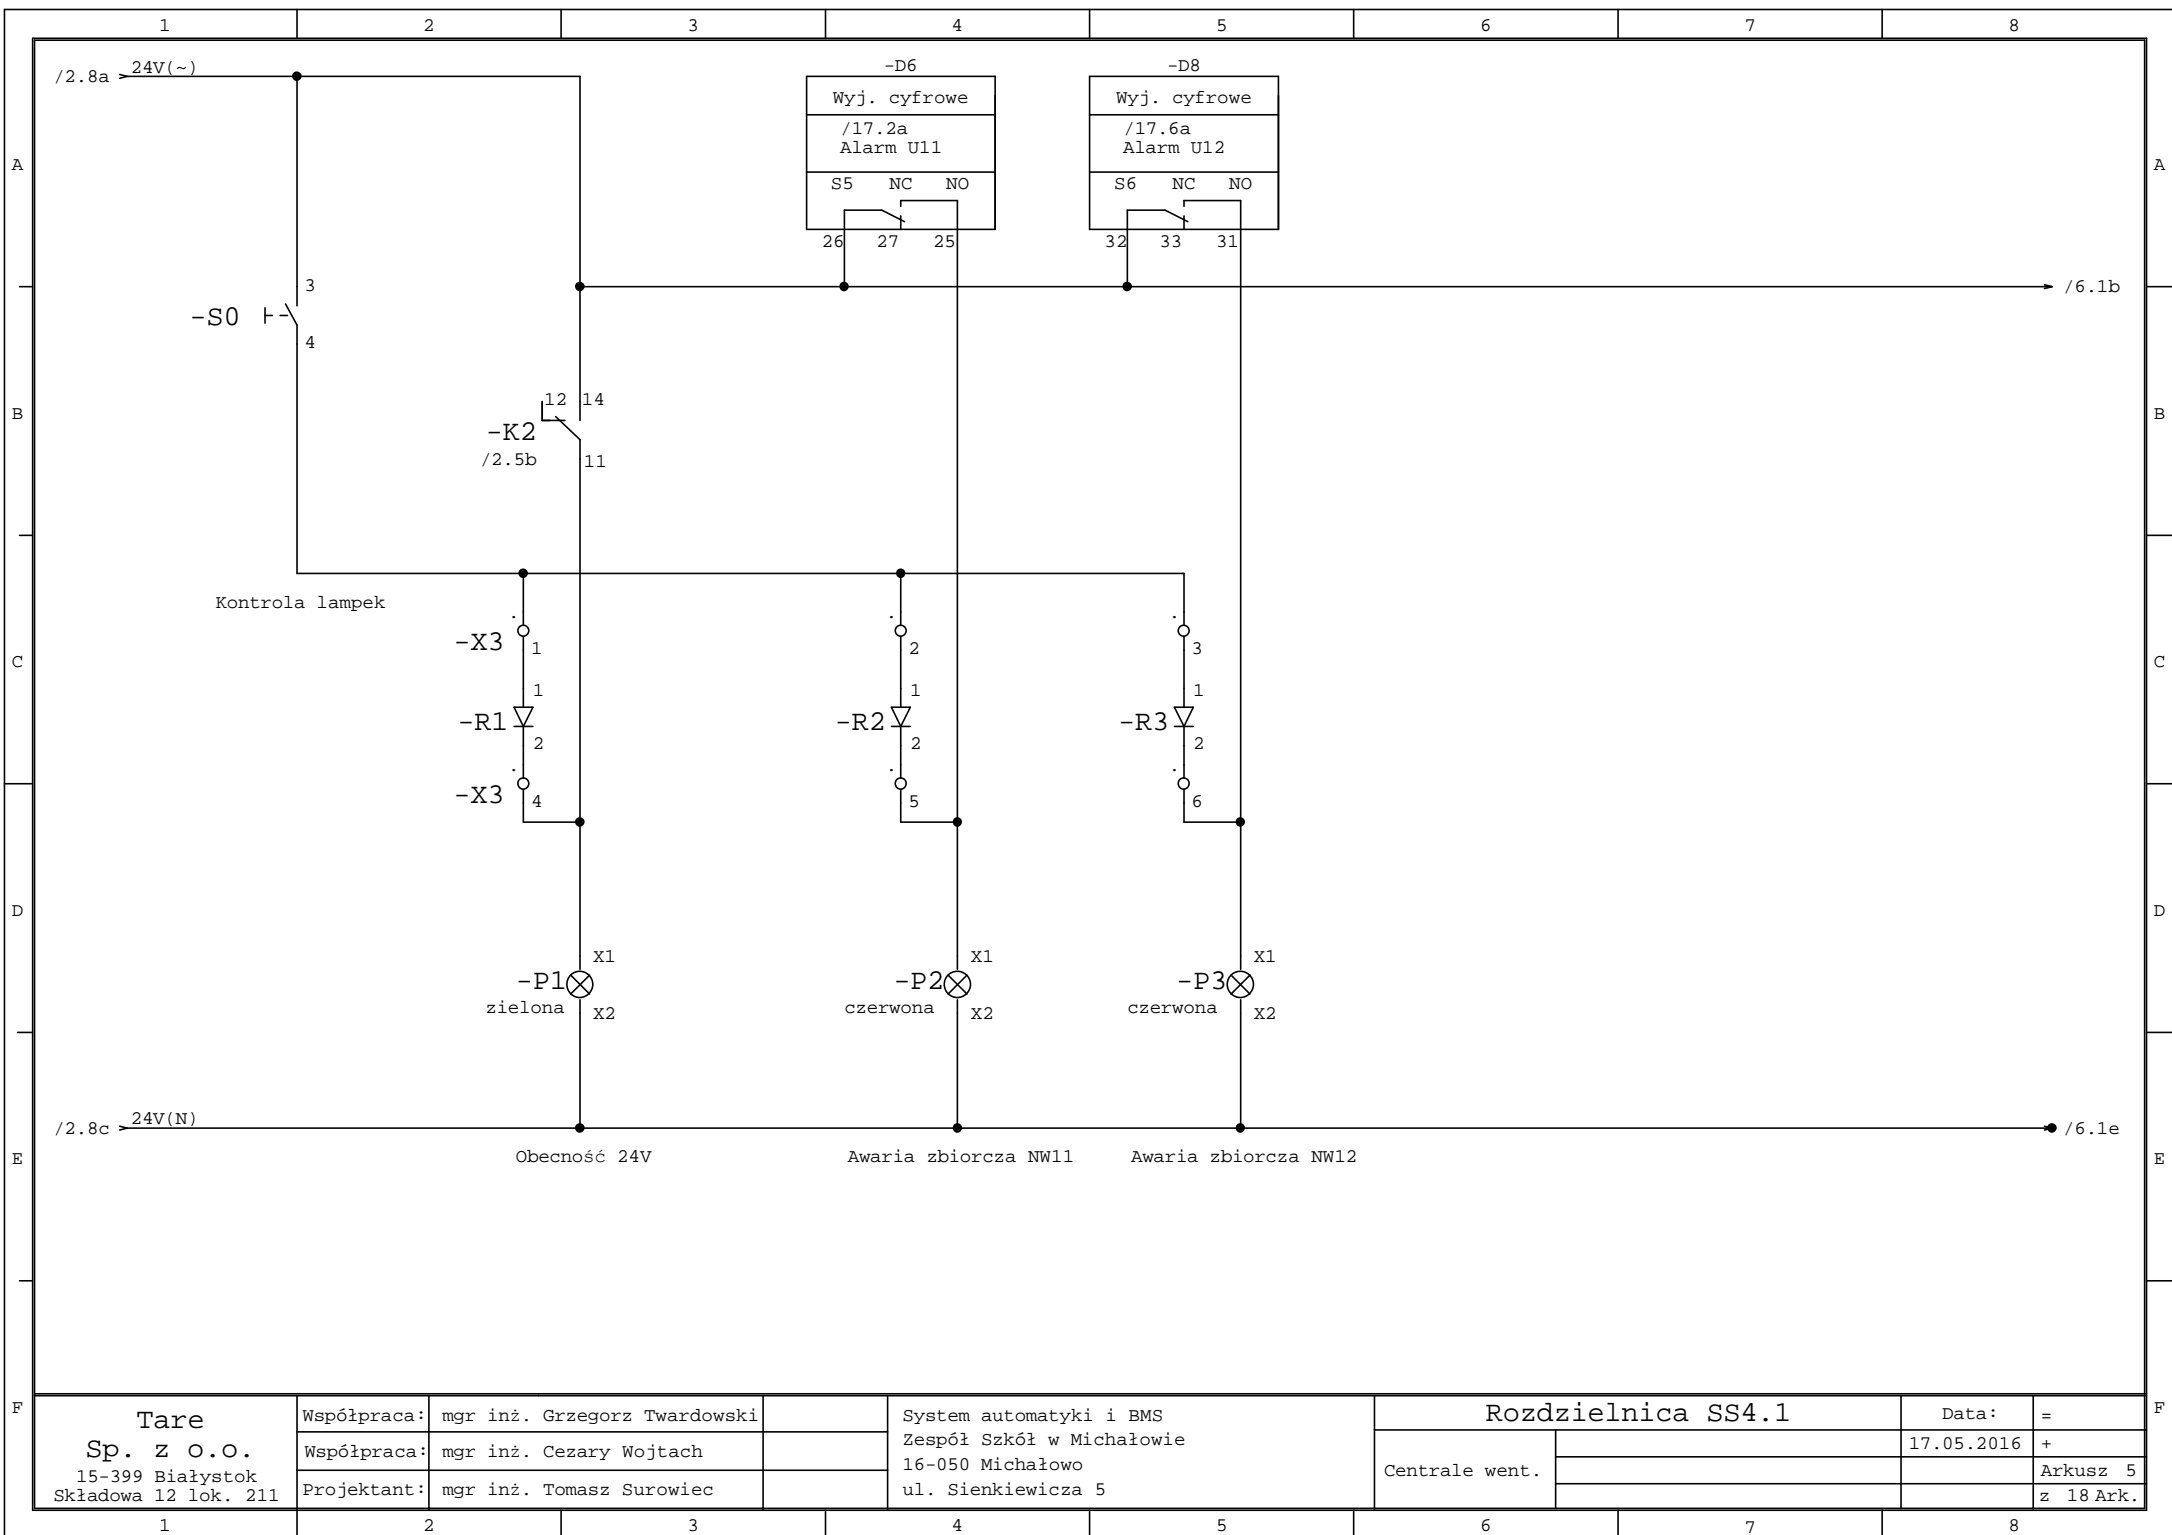 1 2 3 4 5 6 7 8
/2.8a 24V(~)
-D6
Wyj. cyfrowe
/17.2a
Alarm U11
S5 NC NO
26 27 25
-D8
Wyj. cyfrowe
/17.6a
Alarm U12
S6 NC NO
32 33 31
A A
/6.1b
3
-S0
4
12 14
B B
-K2
/2.5b
11
Kontrola lampek
-X3 1
2
3
C C
1
-R1
2
1
-R2
2
1
-R3
2
-X3 4
5
6
D D
X1
-P1
zielona
X2
X1
-P2
czerwona
X2
X1
-P3
czerwona
X2
/2.8c 24V(N)
/6.1e
E E
Obecność 24V
Awaria zbiorcza NW11
Awaria zbiorcza NW12
F F
Tare
Sp. z o.o.
15-399 Białystok
Składowa 12 lok. 211
Współpraca: mgr inż. Grzegorz Twardowski
Współpraca: mgr inż. Cezary Wojtach
Projektant: mgr inż. Tomasz Surowiec
System automatyki i BMS
Zespół Szkół w Michałowie
16-050 Michałowo
ul. Sienkiewicza 5
Rozdzielnica SS4.1
Centrale went.
Data:
17.05.2016
=
+
Arkusz 5
z 18 Ark.
1 2 3 4 5 6 7 8